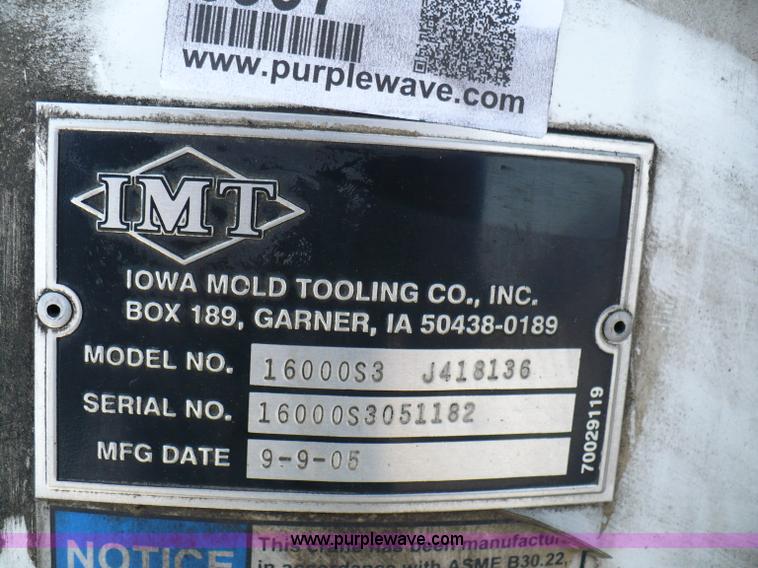 www.purplewave.com
IMT
IOWA MOLD TOOLING CO., INC.
BOX 189, GARNER, IA 50438-0189
MODEL NO. 16000S3 J418136
SERIAL NO. 16000S3051182
MFG DATE 9-9-05
70029119
NOTICE
This crane has been manufactured
in accordance with ASME B30.22,
www.purplewave.com